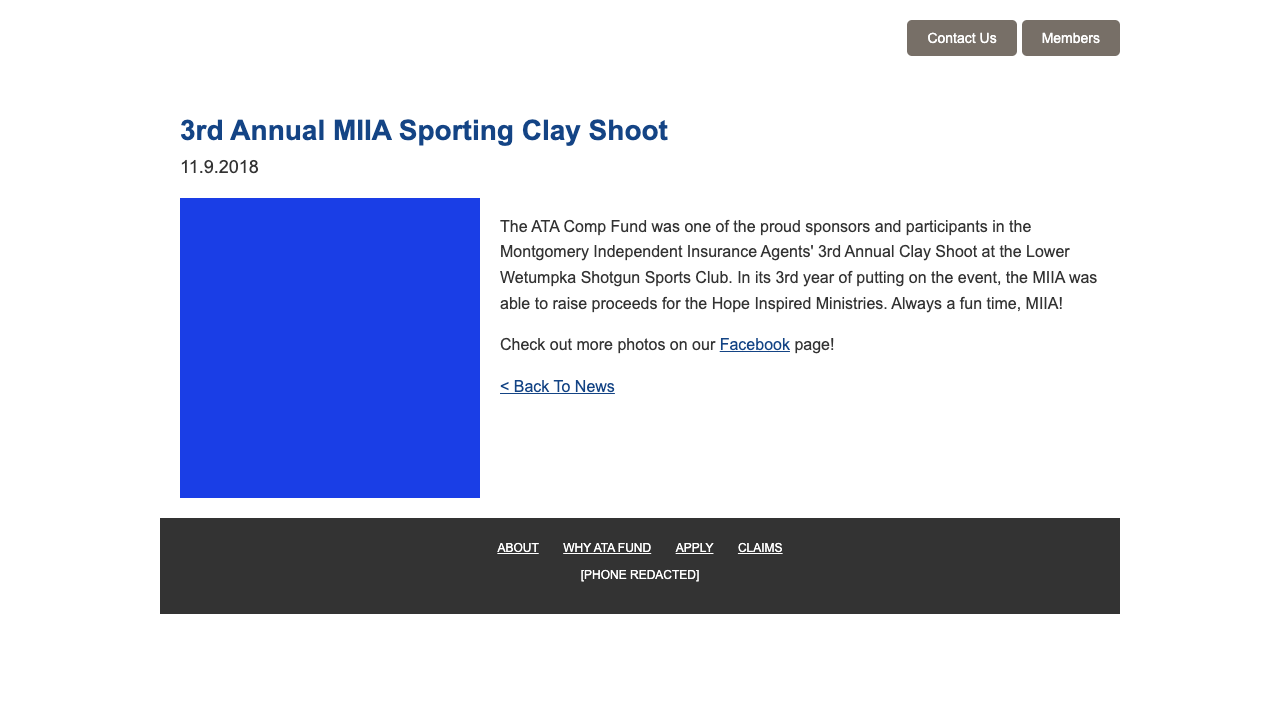 Contact Us Members
3rd Annual MIIA Sporting Clay Shoot
11.9.2018
The ATA Comp Fund was one of the proud sponsors and participants in the
Montgomery Independent Insurance Agents' 3rd Annual Clay Shoot at the Lower
Wetumpka Shotgun Sports Club. In its 3rd year of putting on the event, the MIIA was
able to raise proceeds for the Hope Inspired Ministries. Always a fun time, MIIA!
Check out more photos on our Facebook page!
< Back To News
ABOUT WHY ATA FUND APPLY CLAIMS
[PHONE REDACTED]